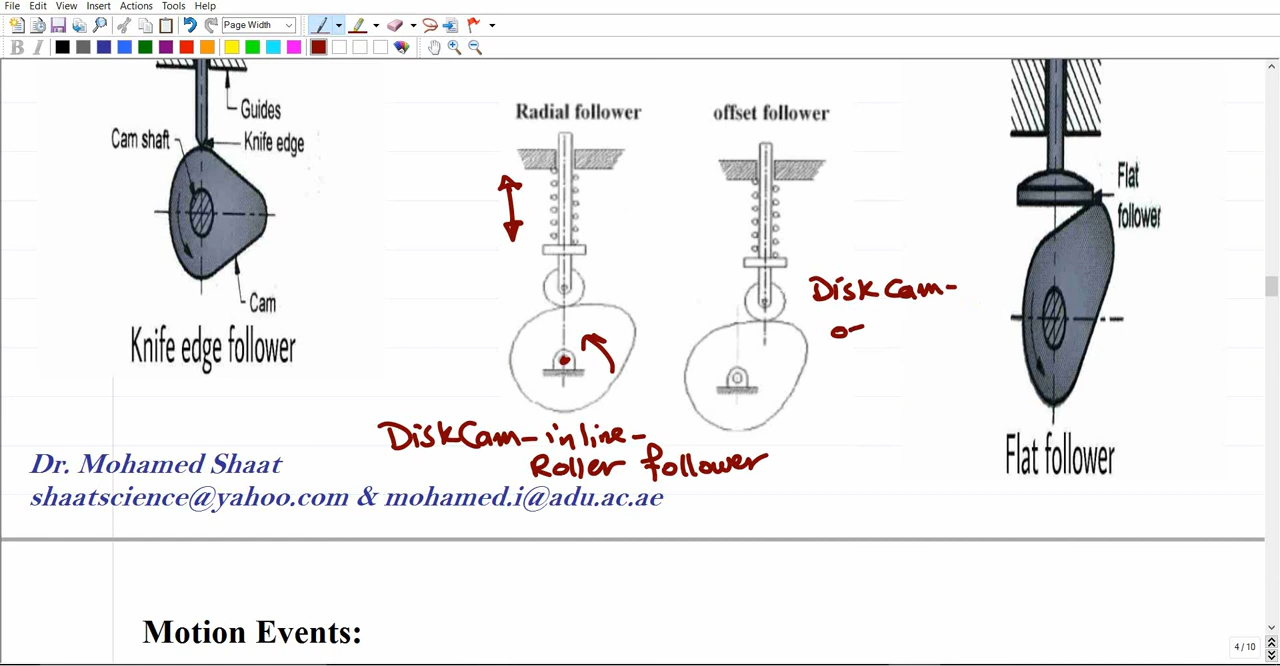 File Edit View Insert Actions Tools Help
Page Width
B I
Guides
Cam shaft
Knife edge
Cam
Knife edge follower
Radial follower
offset follower
Disk Cam-
o-
Disk Cam-inline-
Roller follower
Flat
follower
Flat follower
Dr. Mohamed Shaat
shaatscience@yahoo.com & mohamed.i@adu.ac.ae
Motion Events:
4 / 10